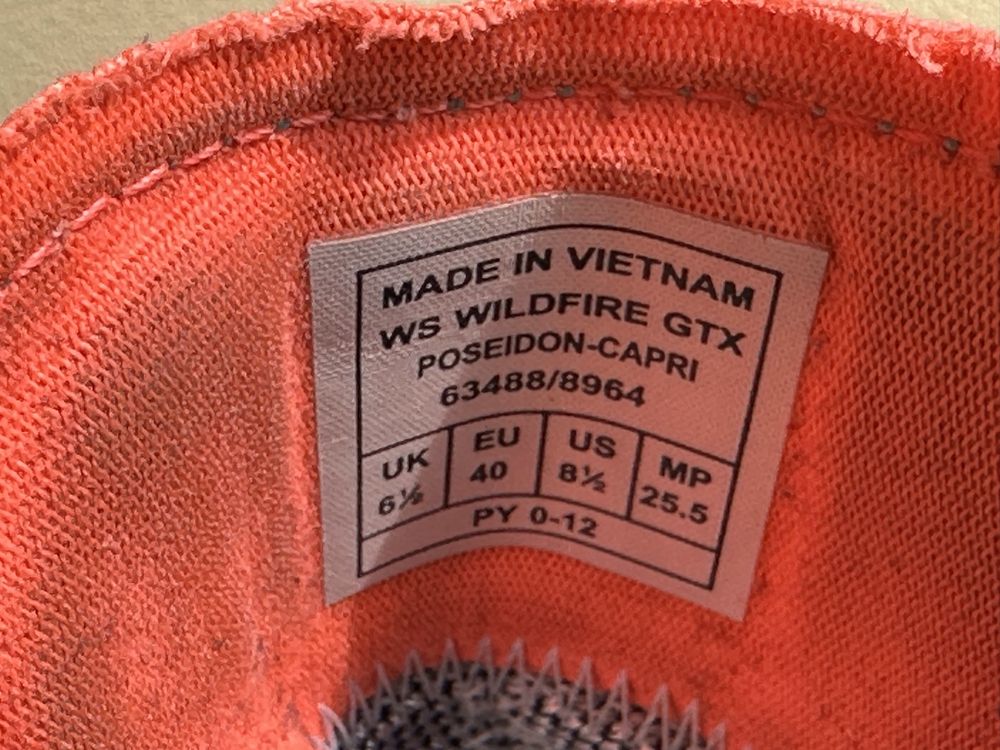 MADE IN VIETNAM
WS WILDFIRE GTX
POSEIDON-CAPRI
63488/8964
UK EU US MP
6½ 40 8½ 25.5
PY 0-12